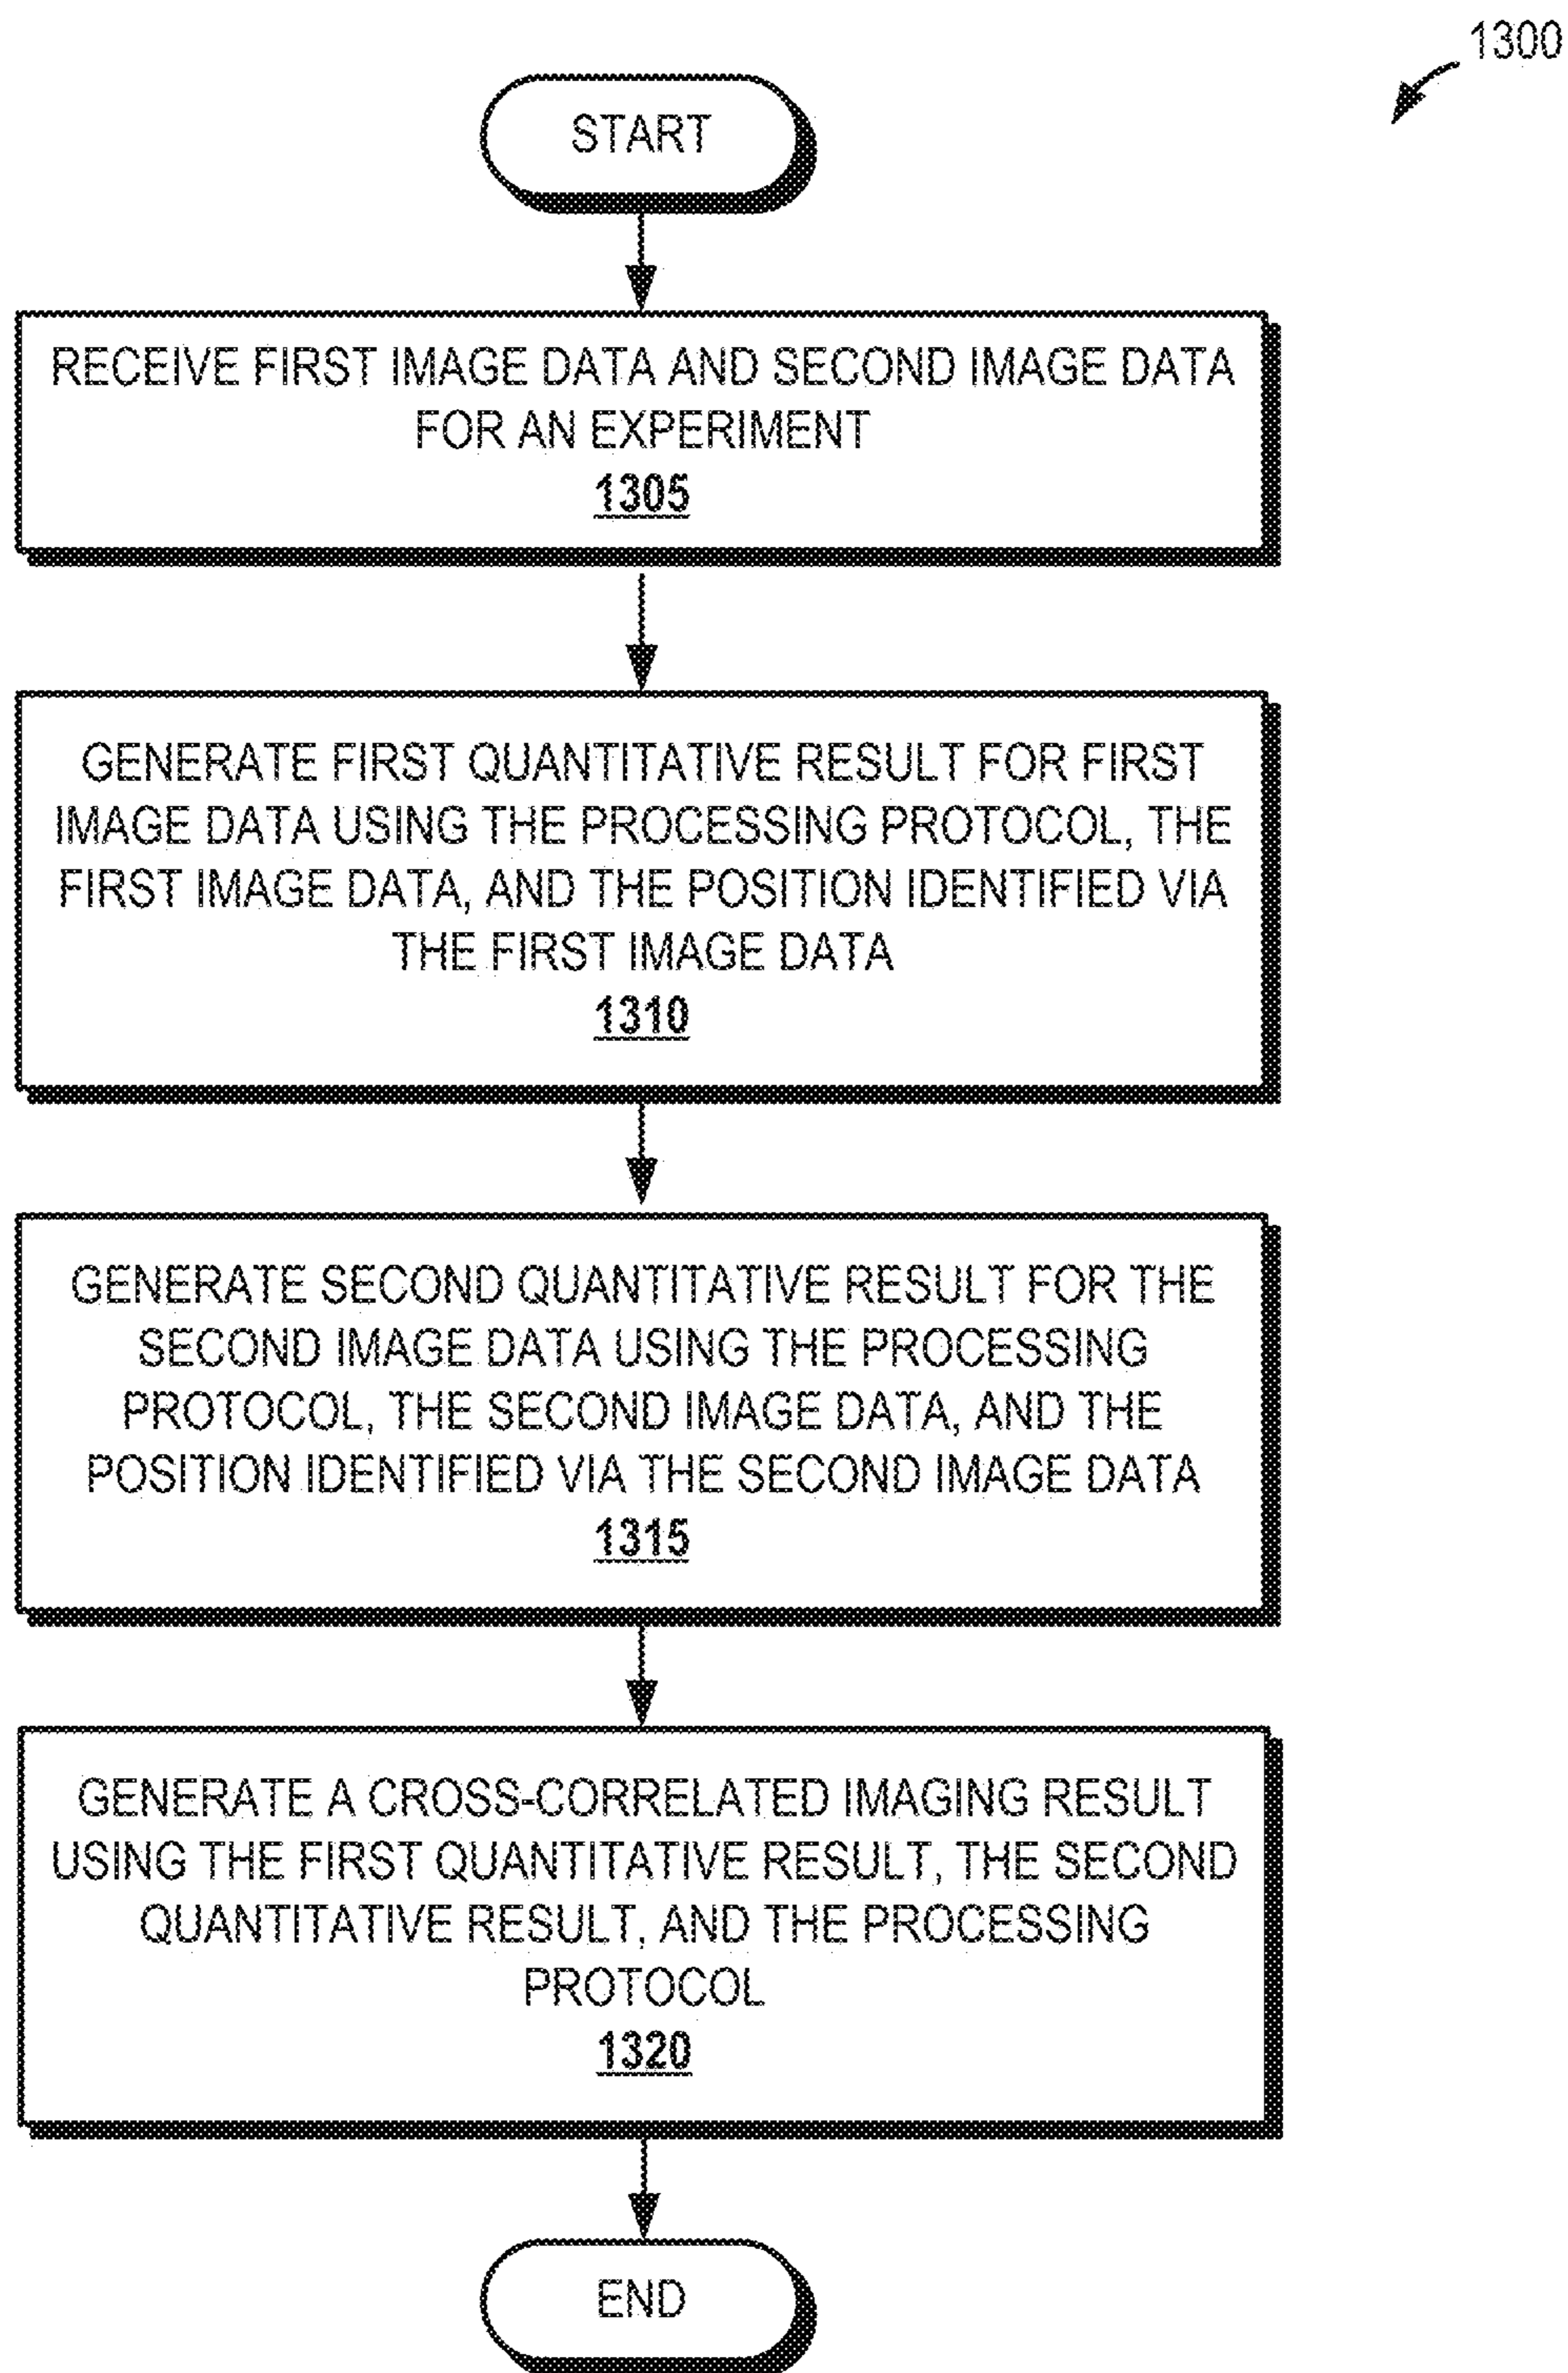 1300
START
RECEIVE FIRST IMAGE DATA AND SECOND IMAGE DATA
FOR AN EXPERIMENT
1305
GENERATE FIRST QUANTITATIVE RESULT FOR FIRST
IMAGE DATA USING THE PROCESSING PROTOCOL, THE
FIRST IMAGE DATA, AND THE POSITION IDENTIFIED VIA
THE FIRST IMAGE DATA
1310
GENERATE SECOND QUANTITATIVE RESULT FOR THE
SECOND IMAGE DATA USING THE PROCESSING
PROTOCOL, THE SECOND IMAGE DATA, AND THE
POSITION IDENTIFIED VIA THE SECOND IMAGE DATA
1315
GENERATE A CROSS-CORRELATED IMAGING RESULT
USING THE FIRST QUANTITATIVE RESULT, THE SECOND
QUANTITATIVE RESULT, AND THE PROCESSING
PROTOCOL
1320
END